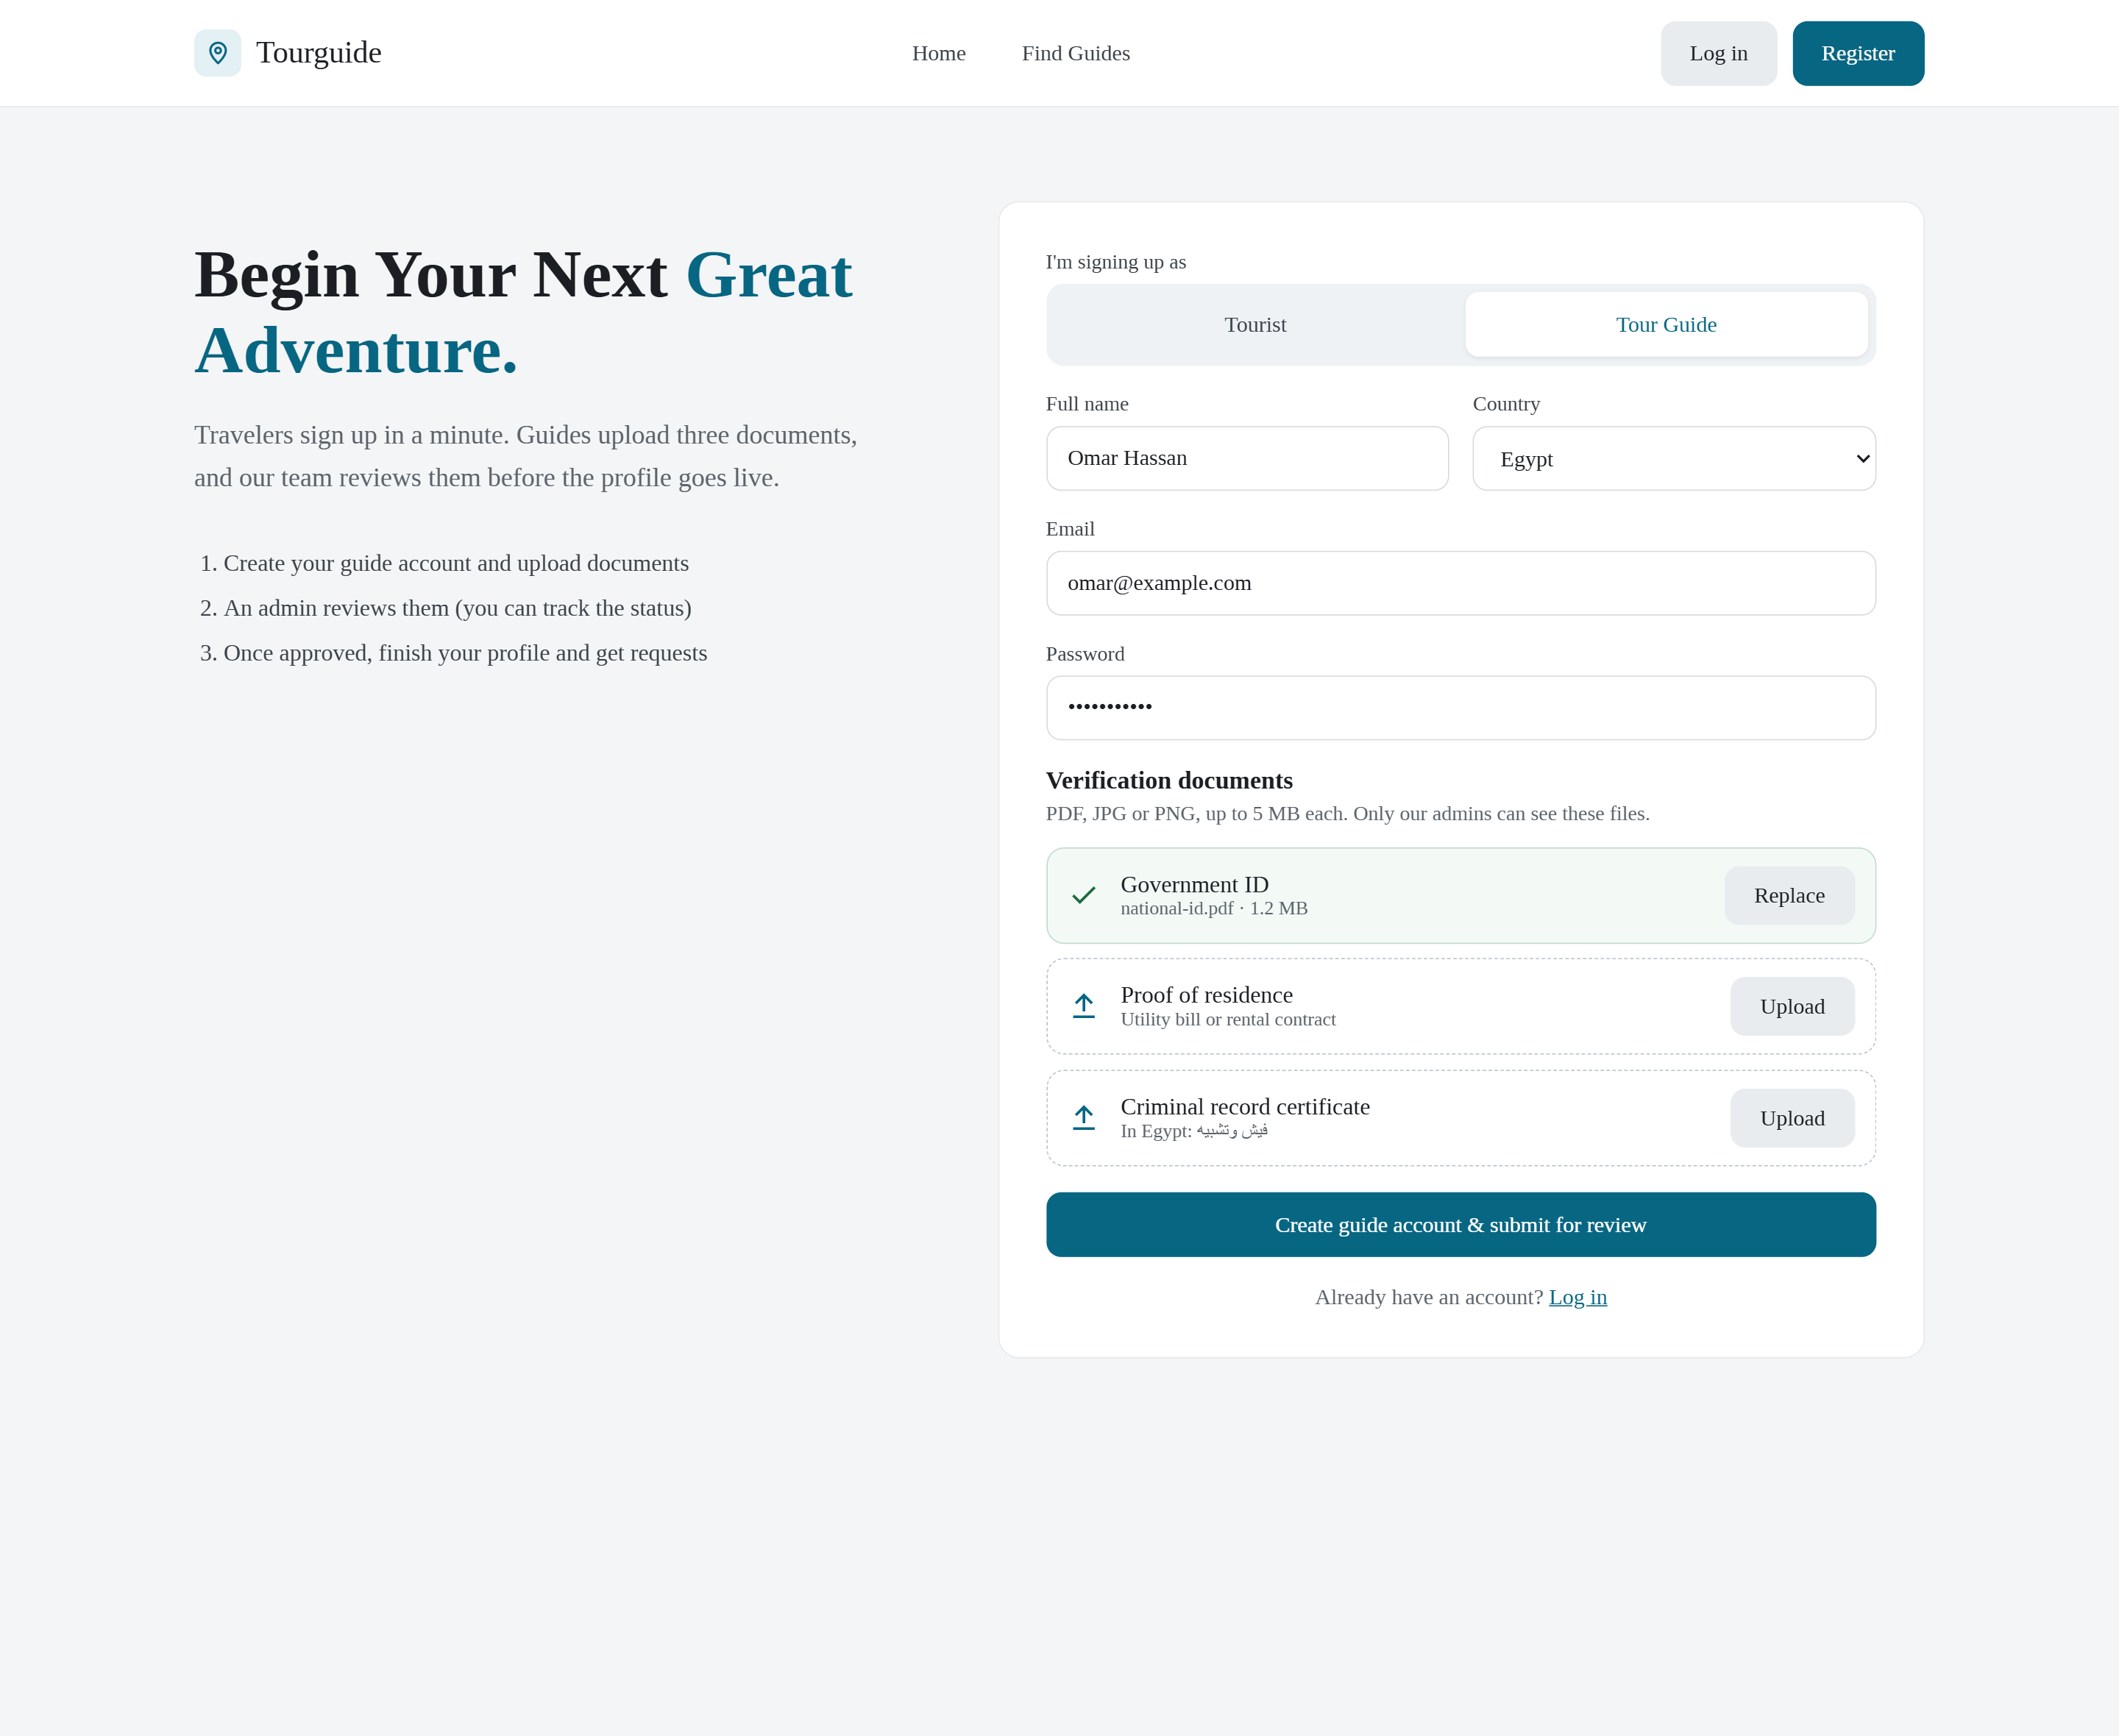 Tourguide
Home
Find Guides
Log in
Register
Begin Your Next Great
Adventure.
Travelers sign up in a minute. Guides upload three documents,
and our team reviews them before the profile goes live.
1. Create your guide account and upload documents
2. An admin reviews them (you can track the status)
3. Once approved, finish your profile and get requests
I'm signing up as
Tourist
Tour Guide
Full name
Country
Omar Hassan
Egypt
Email
omar@example.com
Password
•••••••••••
Verification documents
PDF, JPG or PNG, up to 5 MB each. Only our admins can see these files.
Government ID
national-id.pdf · 1.2 MB
Replace
Proof of residence
Utility bill or rental contract
Upload
Criminal record certificate
In Egypt: فيش وتشبيه
Upload
Create guide account & submit for review
Already have an account? Log in